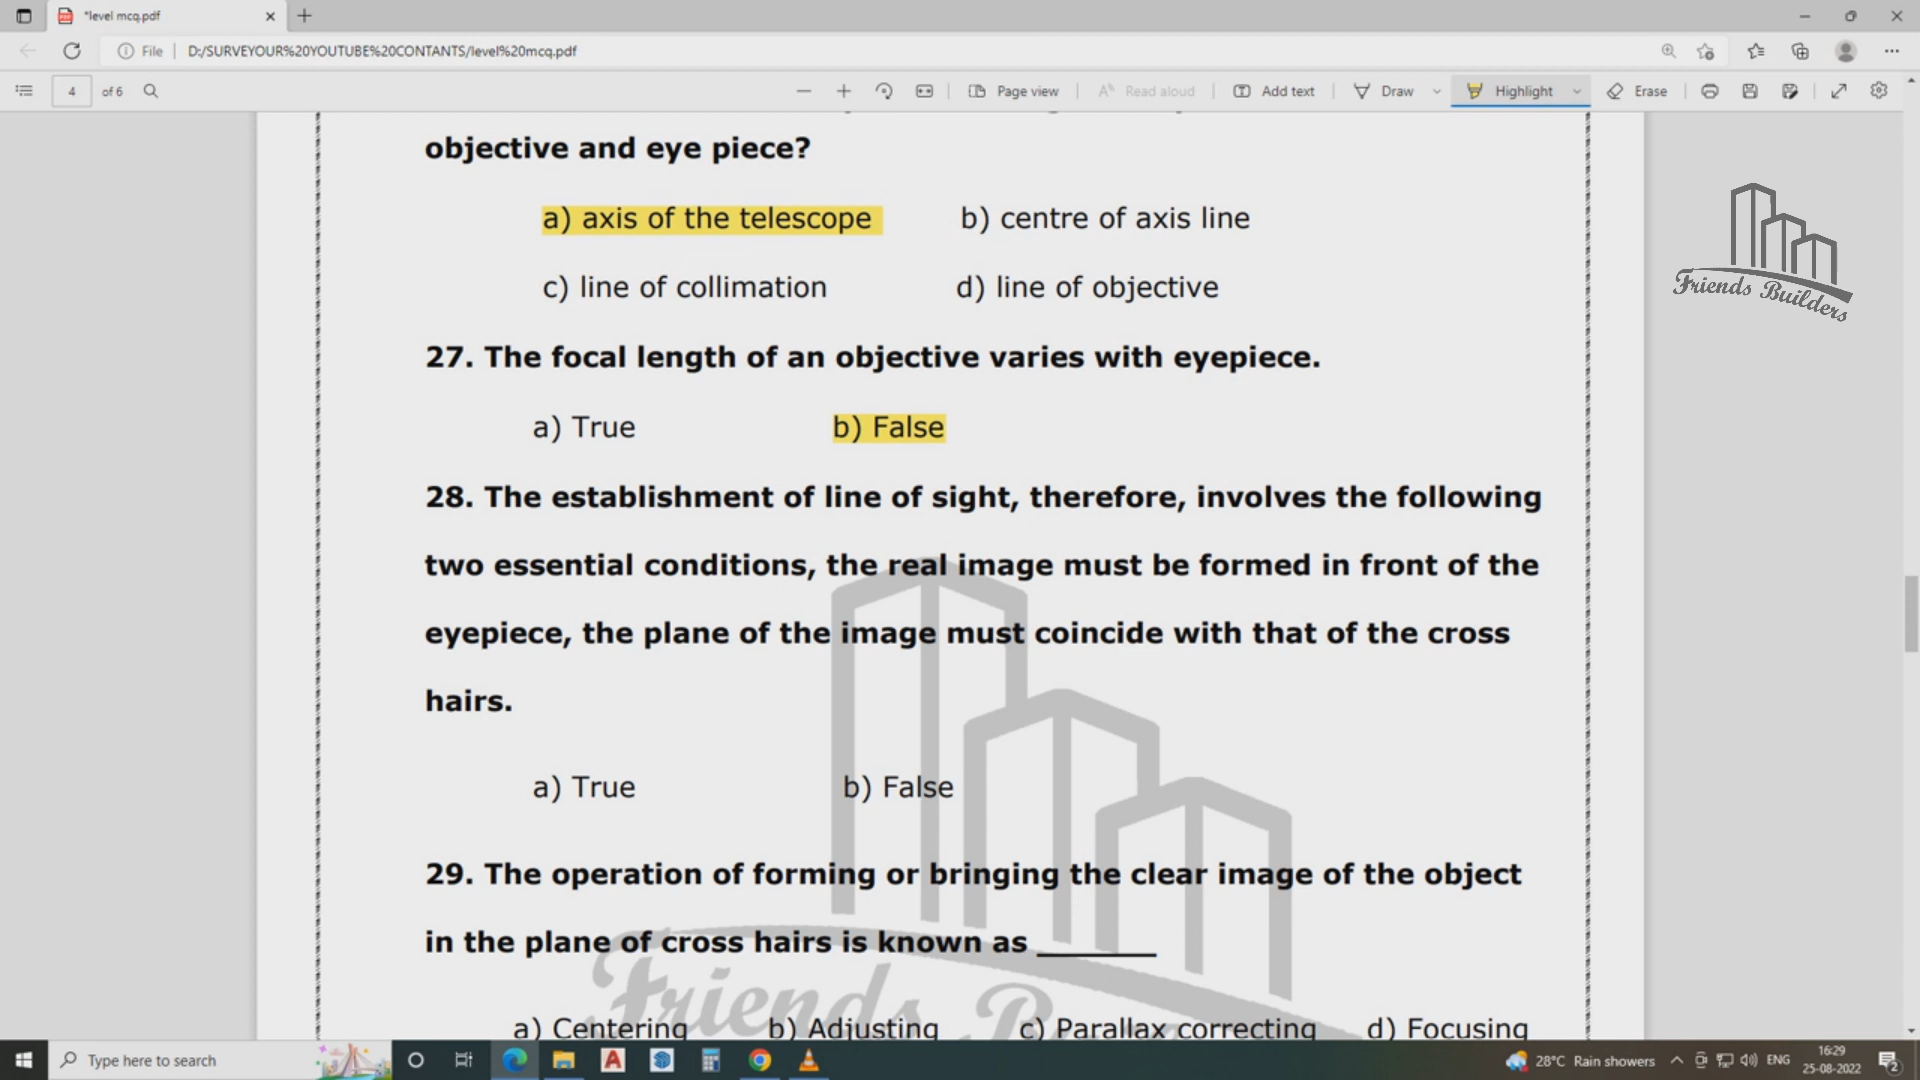 *level mcq.pdf
File
D:/SURVEYOUR%20YOUTUBE%20CONTANTS/level%20mcq.pdf
4 of 6
Page view
Read aloud
Add text
Draw
Highlight
Erase
objective and eye piece?
a) axis of the telescope b) centre of axis line
c) line of collimation d) line of objective
Friends Builders
27. The focal length of an objective varies with eyepiece.
a) True b) False
28. The establishment of line of sight, therefore, involves the following
two essential conditions, the real image must be formed in front of the
eyepiece, the plane of the image must coincide with that of the cross
hairs.
a) True b) False
29. The operation of forming or bringing the clear image of the object
in the plane of cross hairs is known as ________
Friends B
a) Centering b) Adjusting c) Parallax correcting d) Focusing
Type here to search
28°C Rain showers
ENG
16:29
25-08-2022
2